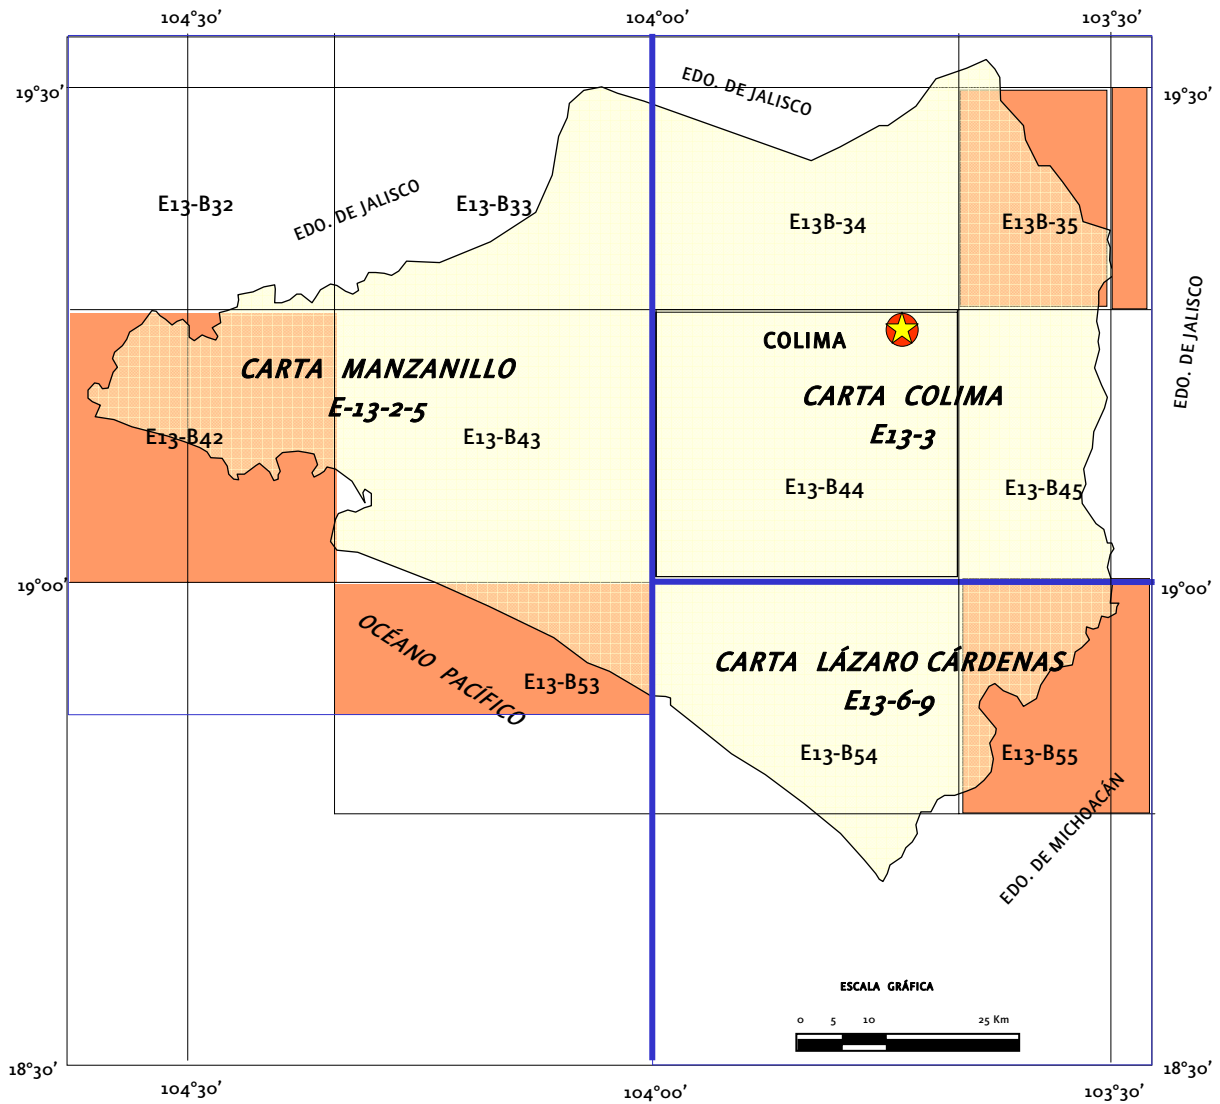 104°30'
104°00'
103°30'
19°30'
19°30'
EDO. DE JALISCO
E13-B32
EDO. DE JALISCO
E13-B33
E13B-34
E13B-35
EDO. DE JALISCO
COLIMA
CARTA MANZANILLO
E-13-2-5
CARTA COLIMA
E13-3
E13-B42
E13-B43
E13-B44
E13-B45
19°00'
19°00'
OCÉANO PACÍFICO
E13-B53
CARTA LÁZARO CÁRDENAS
E13-6-9
E13-B54
E13-B55
EDO. DE MICHOACÁN
ESCALA GRÁFICA
0 5 10 25 Km
18°30'
18°30'
104°30'
104°00'
103°30'